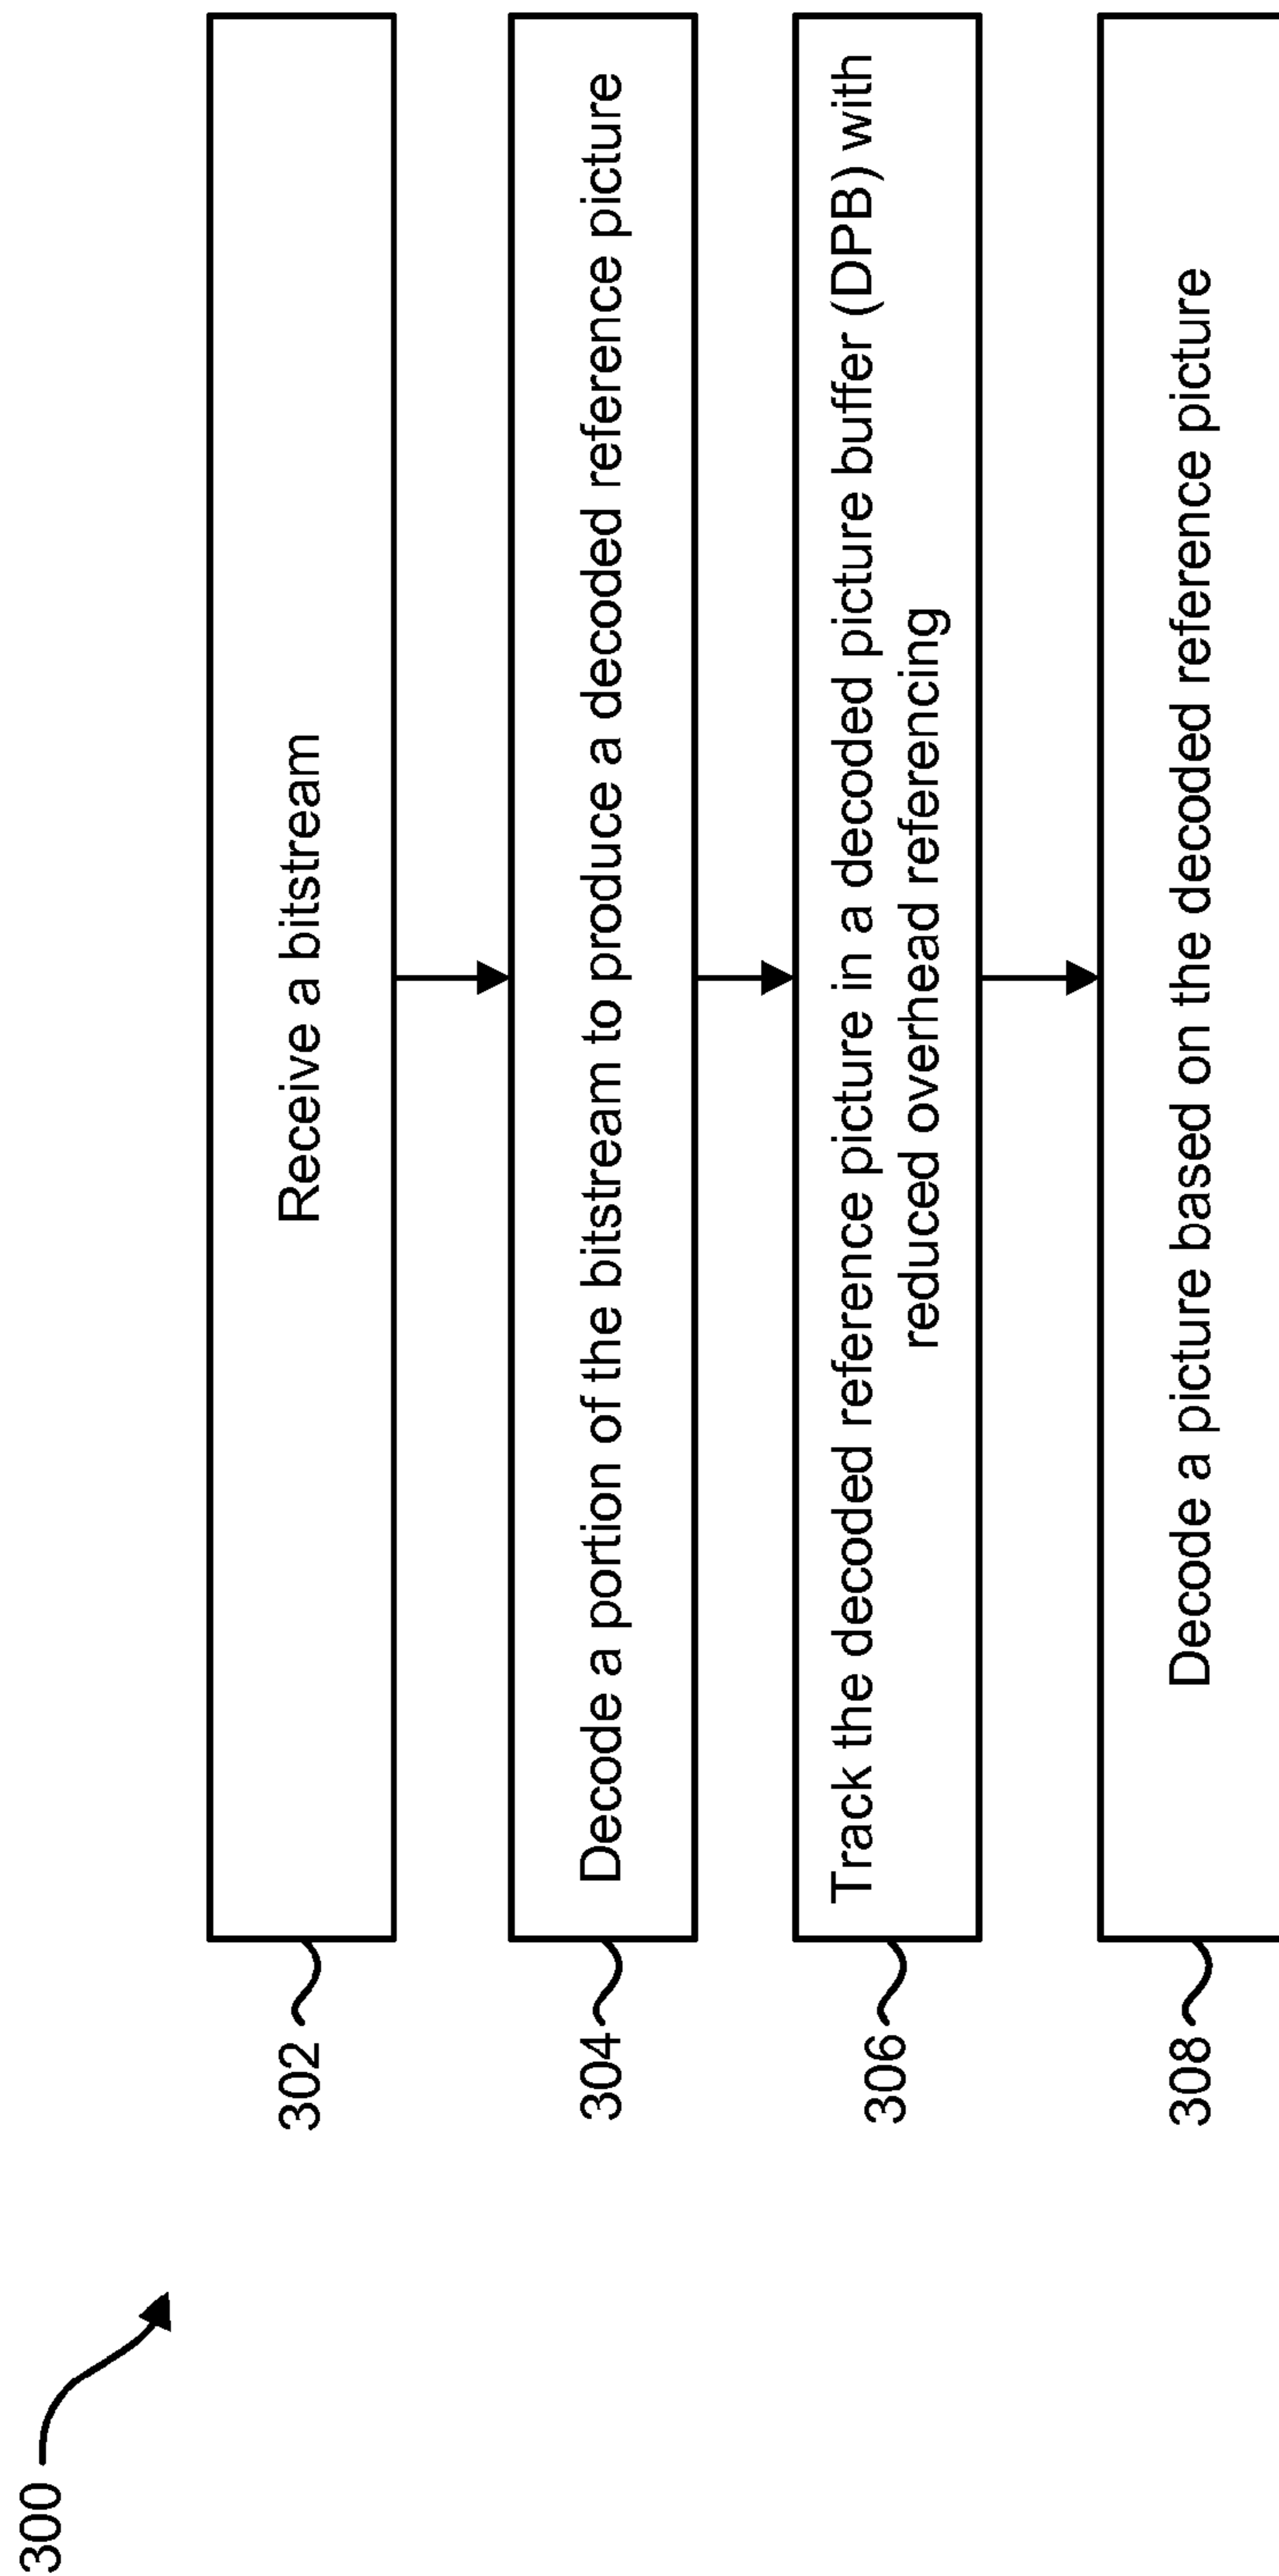 300
302
Receive a bitstream
304
Decode a portion of the bitstream to produce a decoded reference picture
306
Track the decoded reference picture in a decoded picture buffer (DPB) with
reduced overhead referencing
308
Decode a picture based on the decoded reference picture